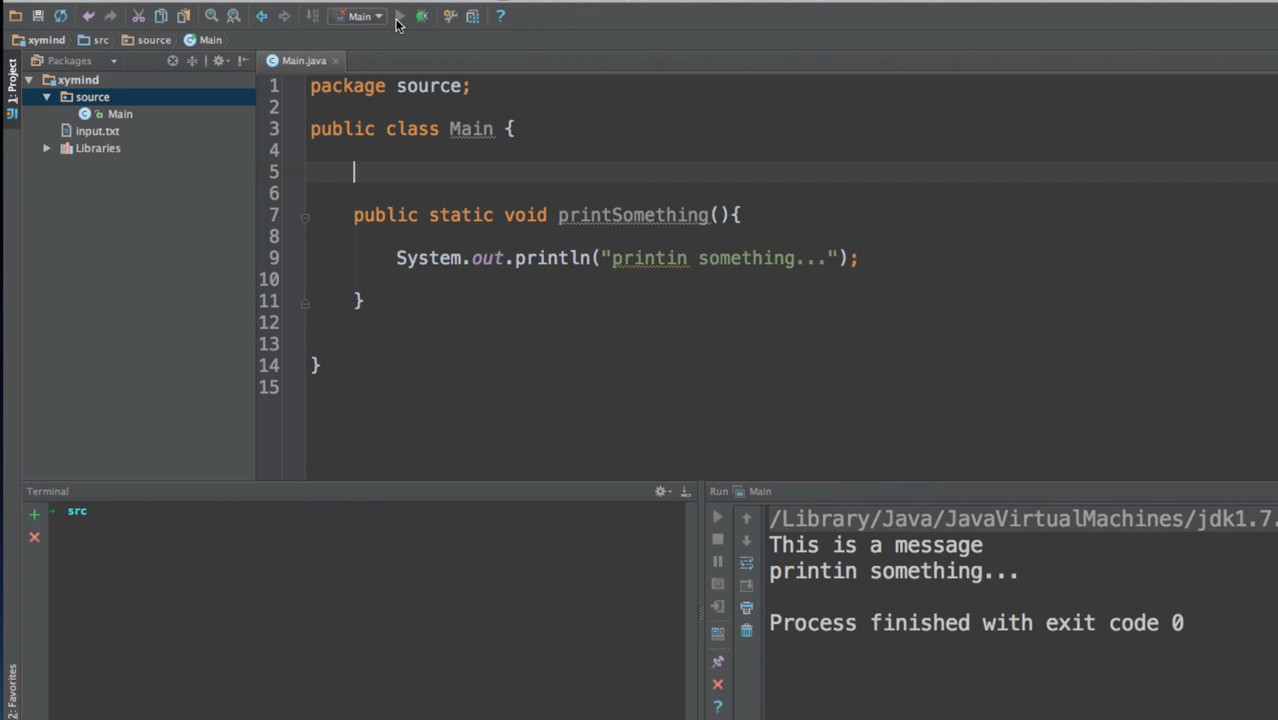 Main
xymind src source Main
1: Project
Packages
Main.java
xymind
source
Main
input.txt
Libraries
1 package source;
2
3 public class Main {
4
5
6
7 public static void printSomething(){
8
9 System.out.println("printin something...");
10
11 }
12
13
14 }
15
Terminal
src
2: Favorites
Run Main
/Library/Java/JavaVirtualMachines/jdk1.7.
This is a message
printin something...
Process finished with exit code 0